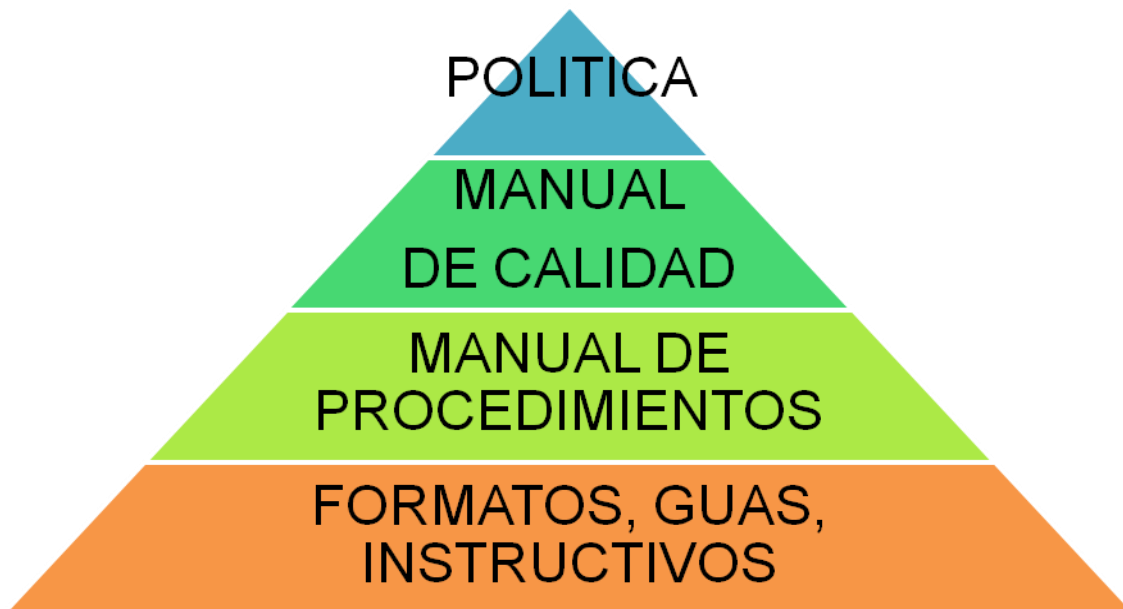 POLITICA
MANUAL
DE CALIDAD
MANUAL DE
PROCEDIMIENTOS
FORMATOS, GUAS,
INSTRUCTIVOS